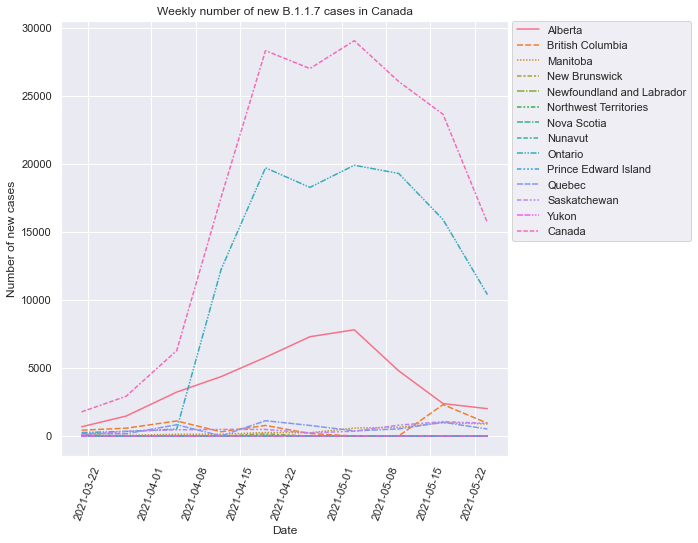 Weekly number of new B.1.1.7 cases in Canada
Number of new cases
30000
25000
20000
15000
10000
5000
0
2021-03-22
2021-04-01
2021-04-08
2021-04-15
2021-04-22
2021-05-01
2021-05-08
2021-05-15
2021-05-22
Date
Alberta
British Columbia
Manitoba
New Brunswick
Newfoundland and Labrador
Northwest Territories
Nova Scotia
Nunavut
Ontario
Prince Edward Island
Quebec
Saskatchewan
Yukon
Canada